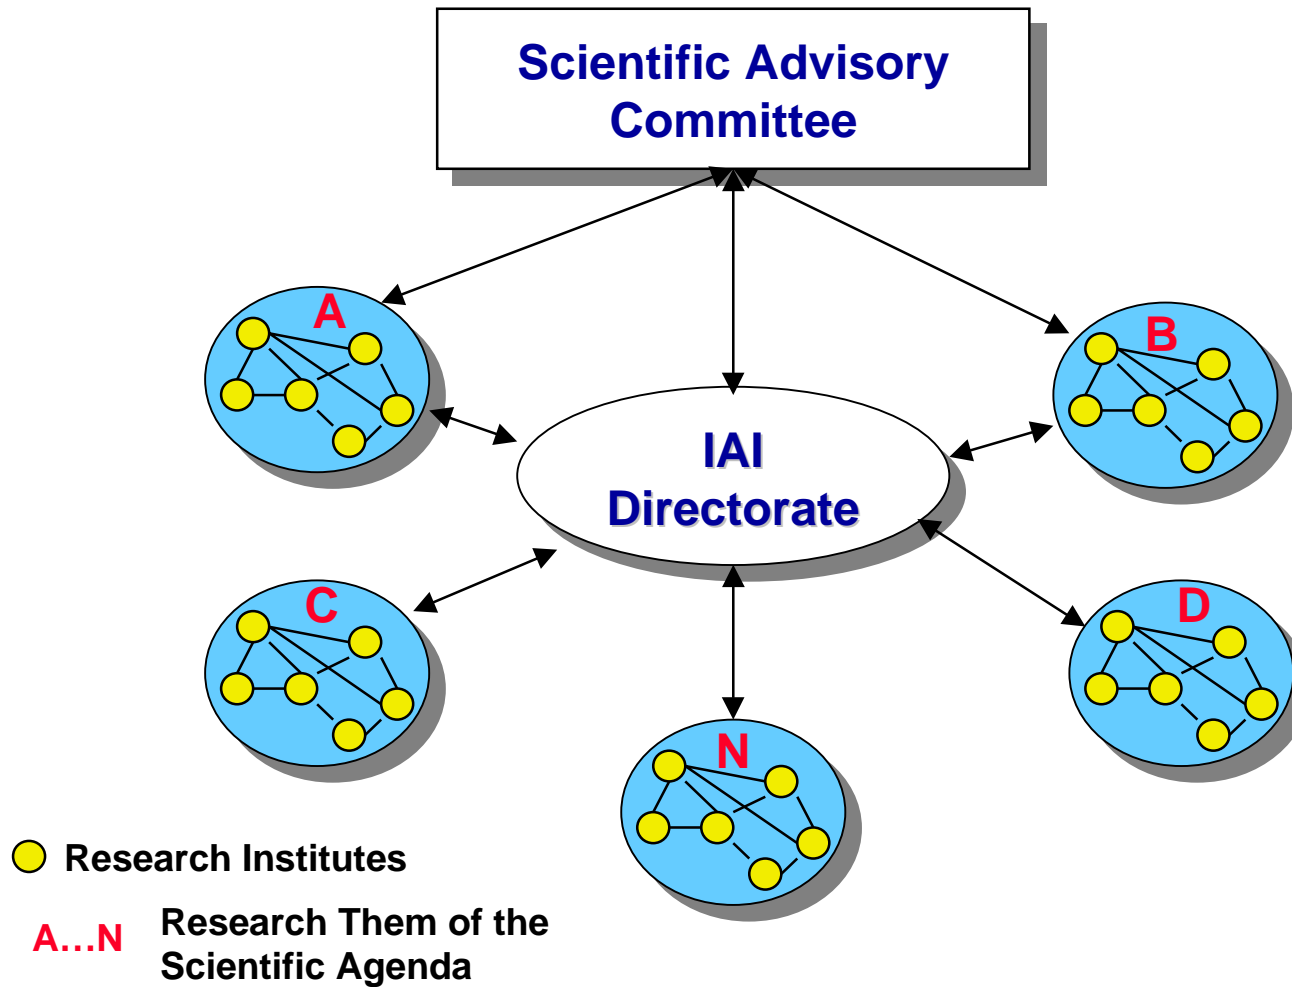 Scientific Advisory
Committee
A
B
IAI
Directorate
C
D
N
Research Institutes
A...N
Research Them of the
Scientific Agenda